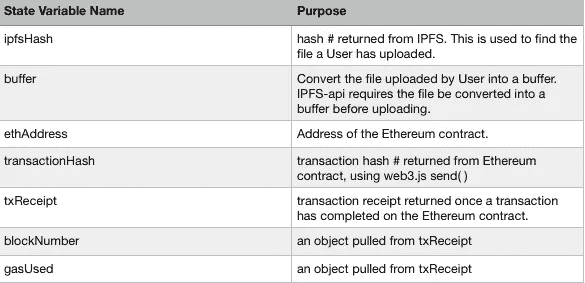 State Variable Name Purpose
ipfsHash hash # returned from IPFS. This is used to find the
file a User has uploaded.
buffer Convert the file uploaded by User into a buffer.
IPFS-api requires the file be converted into a
buffer before uploading.
ethAddress Address of the Ethereum contract.
transactionHash transaction hash # returned from Ethereum
contract, using web3.js send( )
txReceipt transaction receipt returned once a transaction
has completed on the Ethereum contract.
blockNumber an object pulled from txReceipt
gasUsed an object pulled from txReceipt